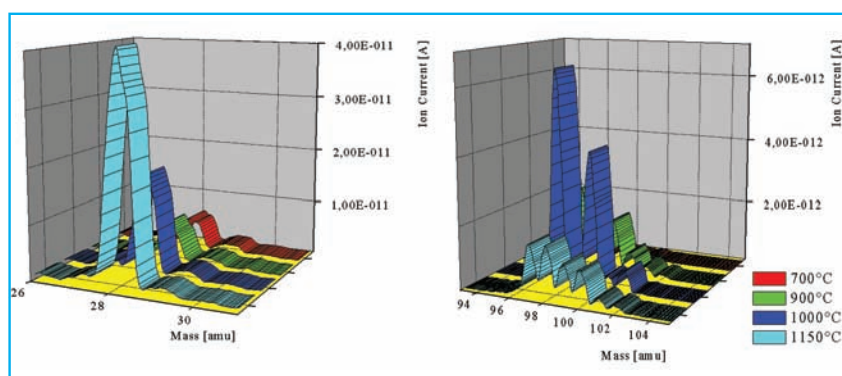 4,00E-011
3,00E-011
2,00E-011
1,00E-011
Ion Current [A]
26
28
30
Mass [amu]
6,00E-012
4,00E-012
2,00E-012
Ion Current [A]
94
96
98
100
102
104
Mass [amu]
700°C
900°C
1000°C
1150°C